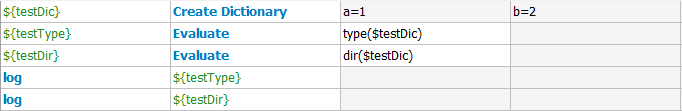 ${testDic} Create Dictionary a=1 b=2
${testType} Evaluate type($testDic)
${testDir} Evaluate dir($testDic)
log ${testType}
log ${testDir}